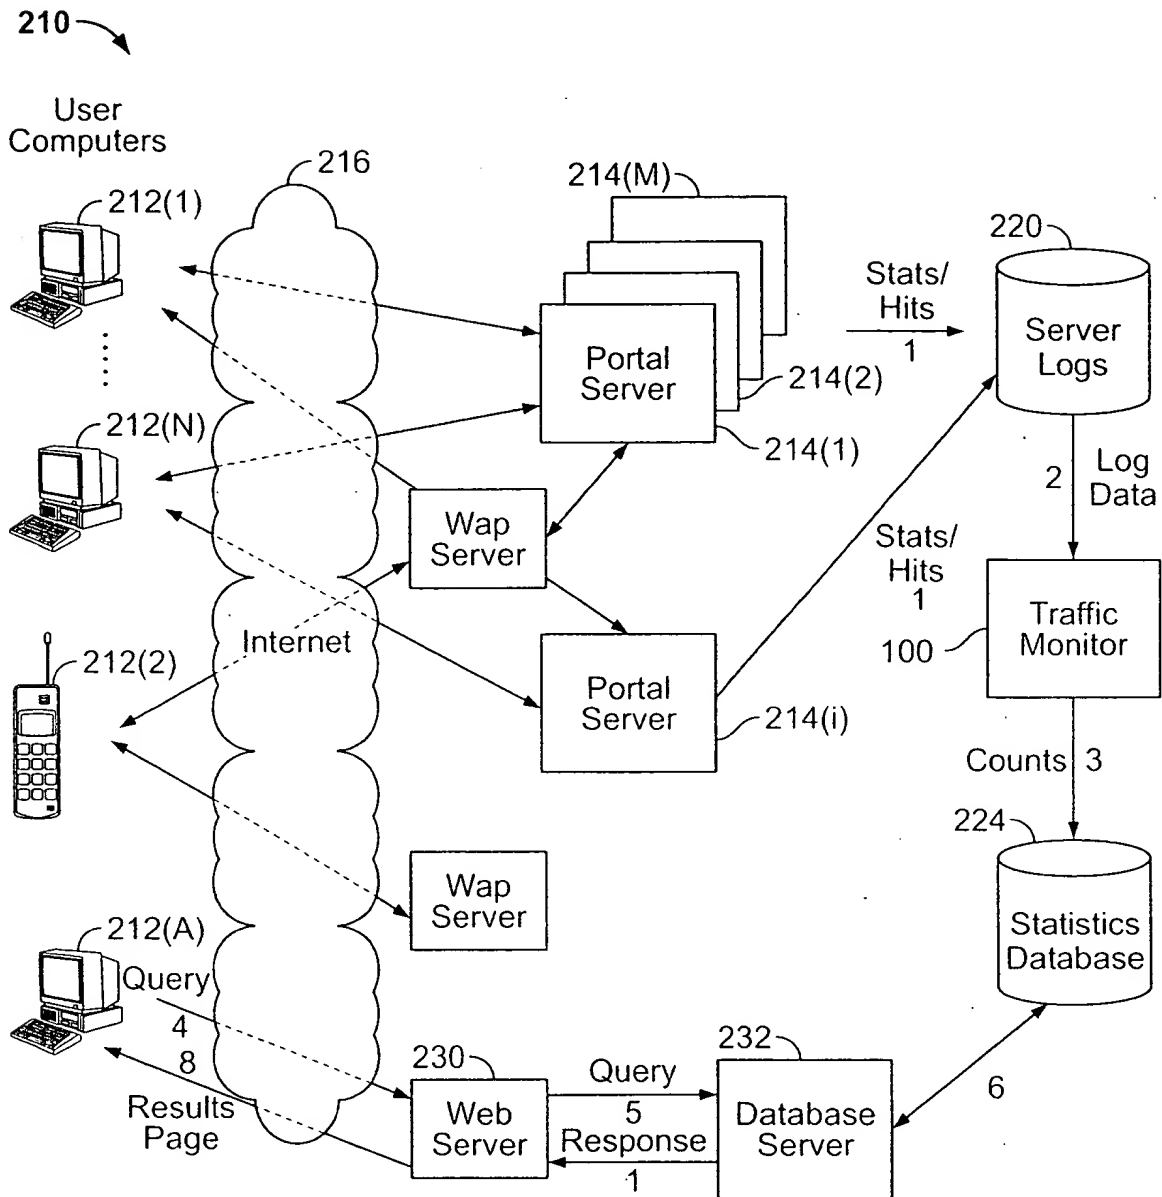 210
User
Computers
216
214(M)
212(1)
220
Stats/
Hits
1
Server
Logs
Portal
Server
214(2)
214(1)
212(N)
2
Log
Data
Wap
Server
Stats/
Hits
1
Traffic
Monitor
100
Internet
212(2)
Portal
Server
214(i)
Counts
3
224
Wap
Server
Statistics
Database
212(A)
Query
4
8
Results
Page
230
Web
Server
Query
5
Response
1
232
Database
Server
6